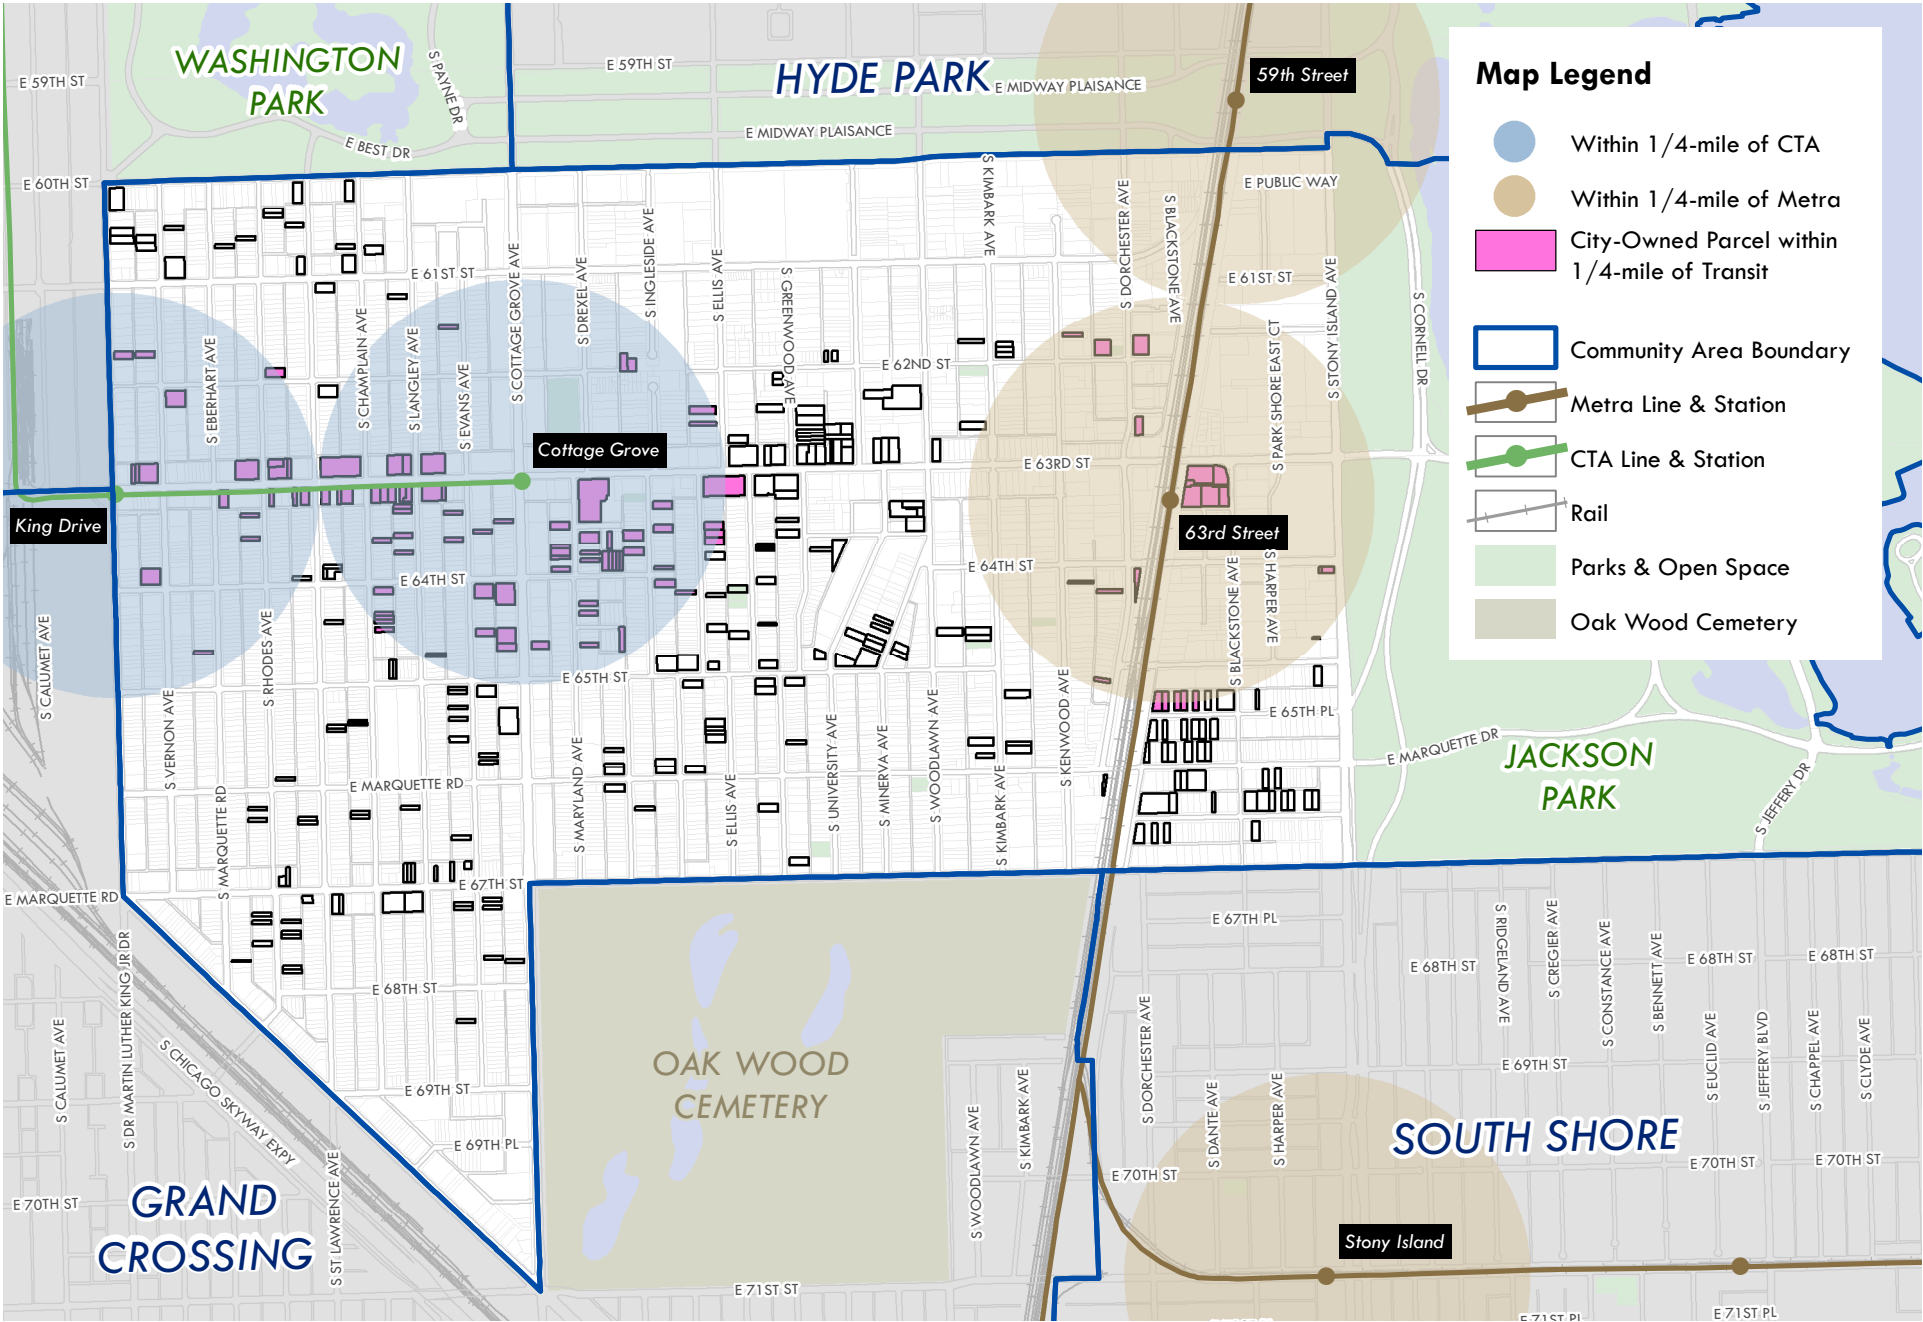 WASHINGTON
PARK
HYDE PARK
S PAYNE DR
E 59TH ST
E 59TH ST
E MIDWAY PLAISANCE
E MIDWAY PLAISANCE
E BEST DR
59th Street
E 60TH ST
E PUBLIC WAY
S KIMBARK AVE
S DORCHESTER AVE
S BLACKSTONE AVE
E 61ST ST
E 61ST ST
S COTTAGE GROVE AVE
S DREXEL AVE
S INGLESIDE AVE
S ELLIS AVE
S GREENWOOD AVE
S STONY ISLAND AVE
S CORNELL DR
S EBERHART AVE
S CHAMPLAIN AVE
S LANGLEY AVE
S EVANS AVE
E 62ND ST
S PARK SHORE EAST CT
Cottage Grove
E 63RD ST
King Drive
63rd Street
E 64TH ST
E 64TH ST
S BLACKSTONE AVE
S HARPER AVE
S CALUMET AVE
S RHODES AVE
E 65TH ST
S VERNON AVE
S KENWOOD AVE
E 65TH PL
S MARYLAND AVE
S UNIVERSITY AVE
S MINERVA AVE
S WOODLAWN AVE
S KIMBARK AVE
S ELLIS AVE
E MARQUETTE RD
S MARQUETTE RD
E MARQUETTE DR
JACKSON
PARK
S JEFFERY DR
E MARQUETTE RD
E 67TH ST
E 67TH PL
S DR MARTIN LUTHER KING JR DR
E 68TH ST
E 68TH ST
E 68TH ST
E 68TH ST
S RIDGELAND AVE
S CREGIER AVE
S CONSTANCE AVE
S BENNETT AVE
S EUCLID AVE
S JEFFERY BLVD
S CHAPPEL AVE
S CLYDE AVE
S CALUMET AVE
S CHICAGO SKYWAY EXPY
S ST LAWRENCE AVE
OAK WOOD
CEMETERY
E 69TH ST
E 69TH ST
E 69TH PL
S WOODLAWN AVE
S KIMBARK AVE
S DORCHESTER AVE
S DANTE AVE
S HARPER AVE
SOUTH SHORE
E 70TH ST
E 70TH ST
E 70TH ST
E 70TH ST
GRAND
CROSSING
Stony Island
E 71ST ST
E 71ST PL
E 71ST PL
Map Legend
Within 1/4-mile of CTA
Within 1/4-mile of Metra
City-Owned Parcel within
1/4-mile of Transit
Community Area Boundary
Metra Line & Station
CTA Line & Station
Rail
Parks & Open Space
Oak Wood Cemetery